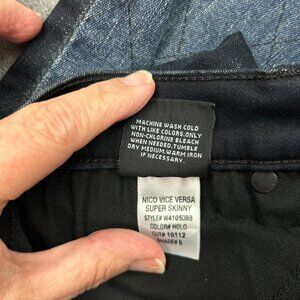 MACHINE WASH COLD
WITH LIKE COLORS.ONLY
NON-CHLORINE BLEACH
WHEN NEEDED.TUMBLE
DRY MEDIUM.WARM IRON
IF NECESSARY.
NICO VICE VERSA
SUPER SKINNY
STYLE# W4105088
COLOR# HOLO
CUT# 10112
SHADE# B